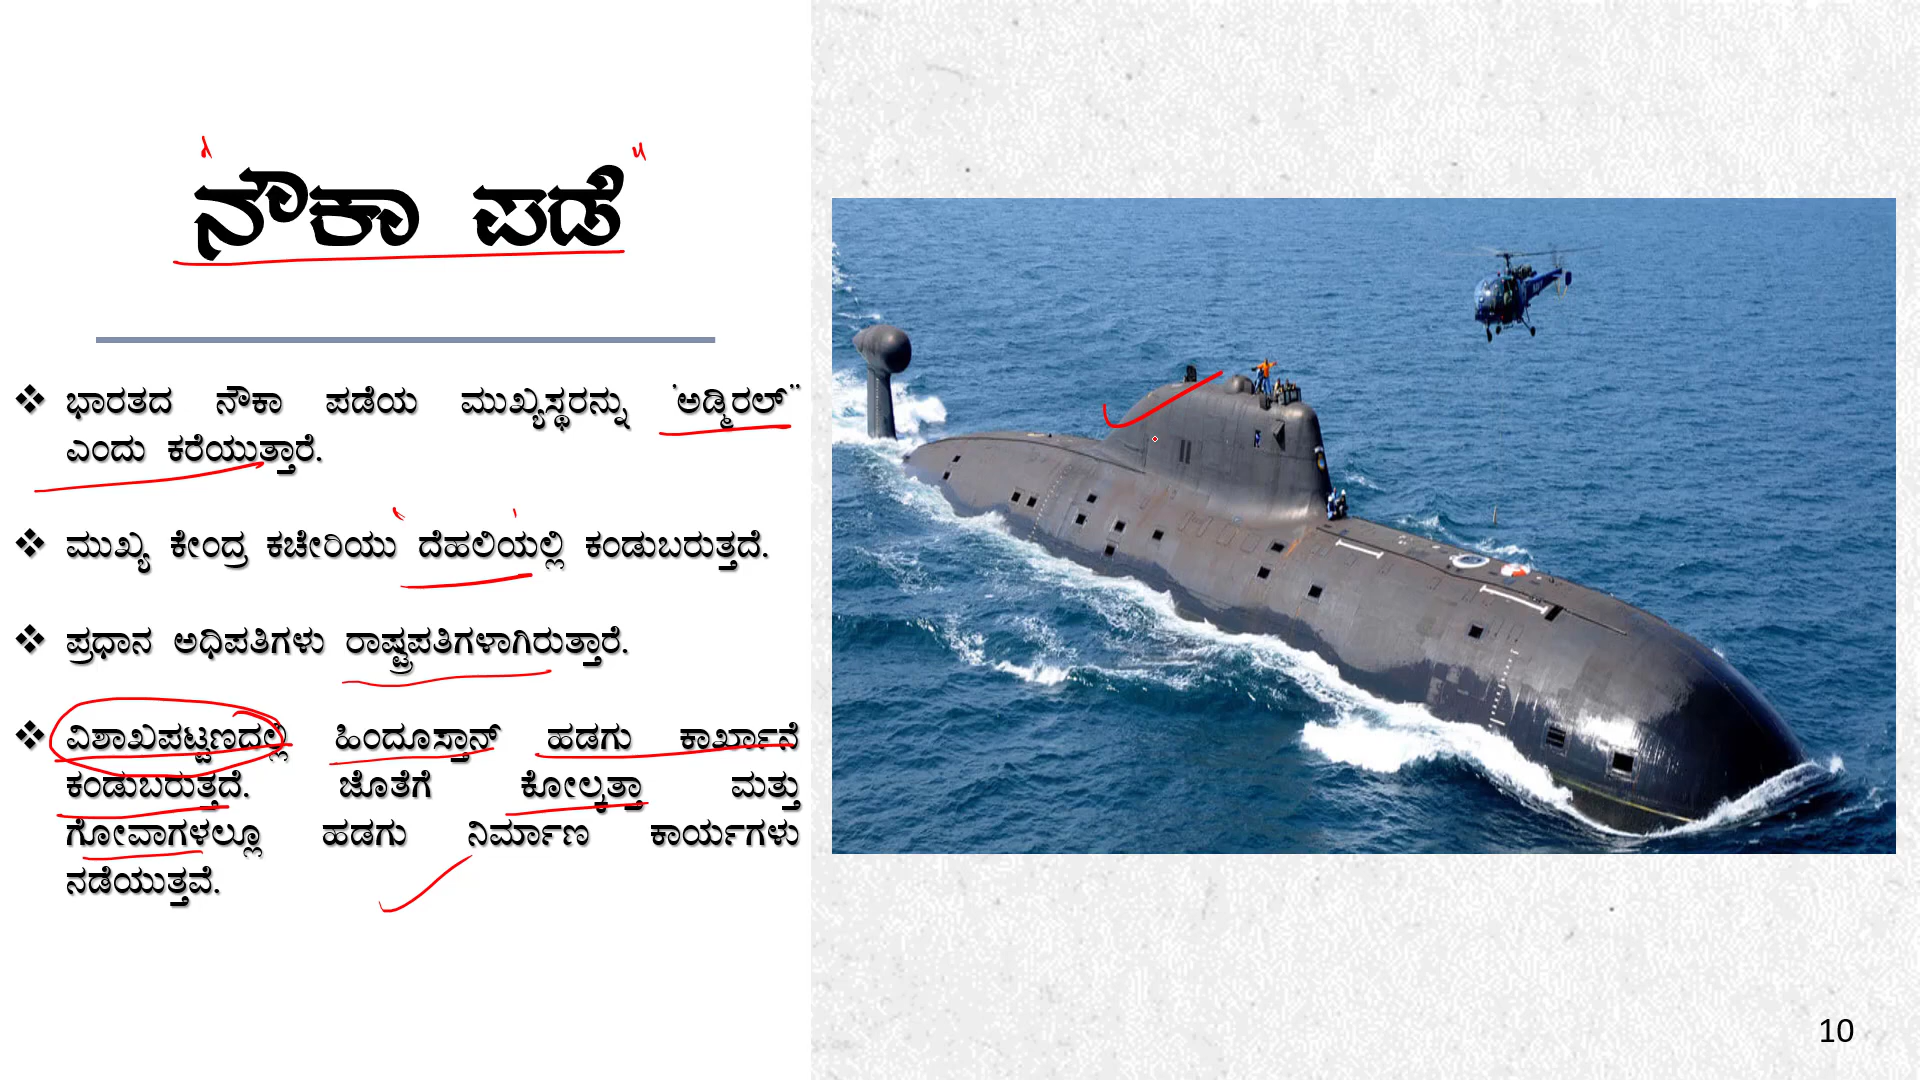 ನೌಕಾ ಪಡೆ
❖ ಭಾರತದ ನೌಕಾ ಪಡೆಯ ಮುಖ್ಯಸ್ಥರನ್ನು 'ಅಡ್ಮಿರಲ್"
ಎಂದು ಕರೆಯುತ್ತಾರೆ.
❖ ಮುಖ್ಯ ಕೇಂದ್ರ ಕಚೇರಿಯು ದೆಹಲಿಯಲ್ಲಿ ಕಂಡುಬರುತ್ತದೆ.
❖ ಪ್ರಧಾನ ಅಧಿಪತಿಗಳು ರಾಷ್ಟ್ರಪತಿಗಳಾಗಿರುತ್ತಾರೆ.
❖ ವಿಶಾಖಪಟ್ಟಣದಲ್ಲಿ ಹಿಂದೂಸ್ತಾನ್ ಹಡಗು ಕಾರ್ಖಾನೆ
ಕಂಡುಬರುತ್ತದೆ. ಜೊತೆಗೆ ಕೋಲ್ಕತ್ತಾ ಮತ್ತು
ಗೋವಾಗಳಲ್ಲೂ ಹಡಗು ನಿರ್ಮಾಣ ಕಾರ್ಯಗಳು
ನಡೆಯುತ್ತವೆ.
10